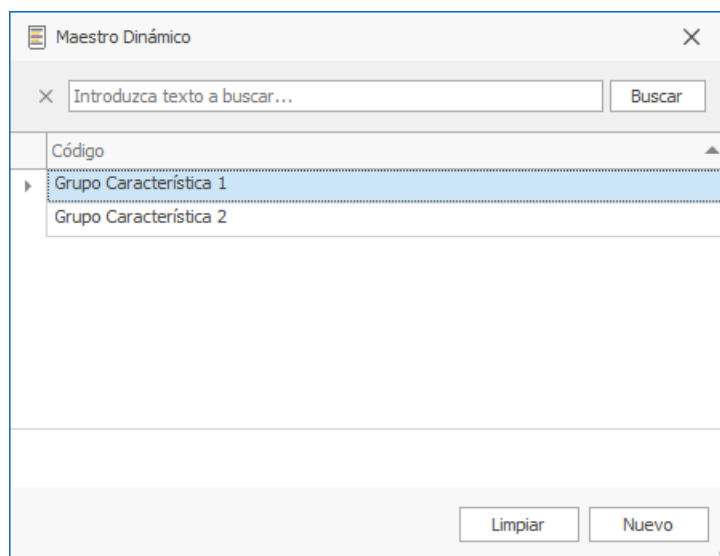 Maestro Dinámico
Introduzca texto a buscar...
Buscar
Código
Grupo Característica 1
Grupo Característica 2
Limpiar
Nuevo